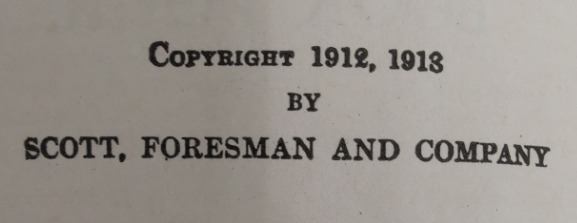 COPYRIGHT 1912, 1913
BY
SCOTT, FORESMAN AND COMPANY